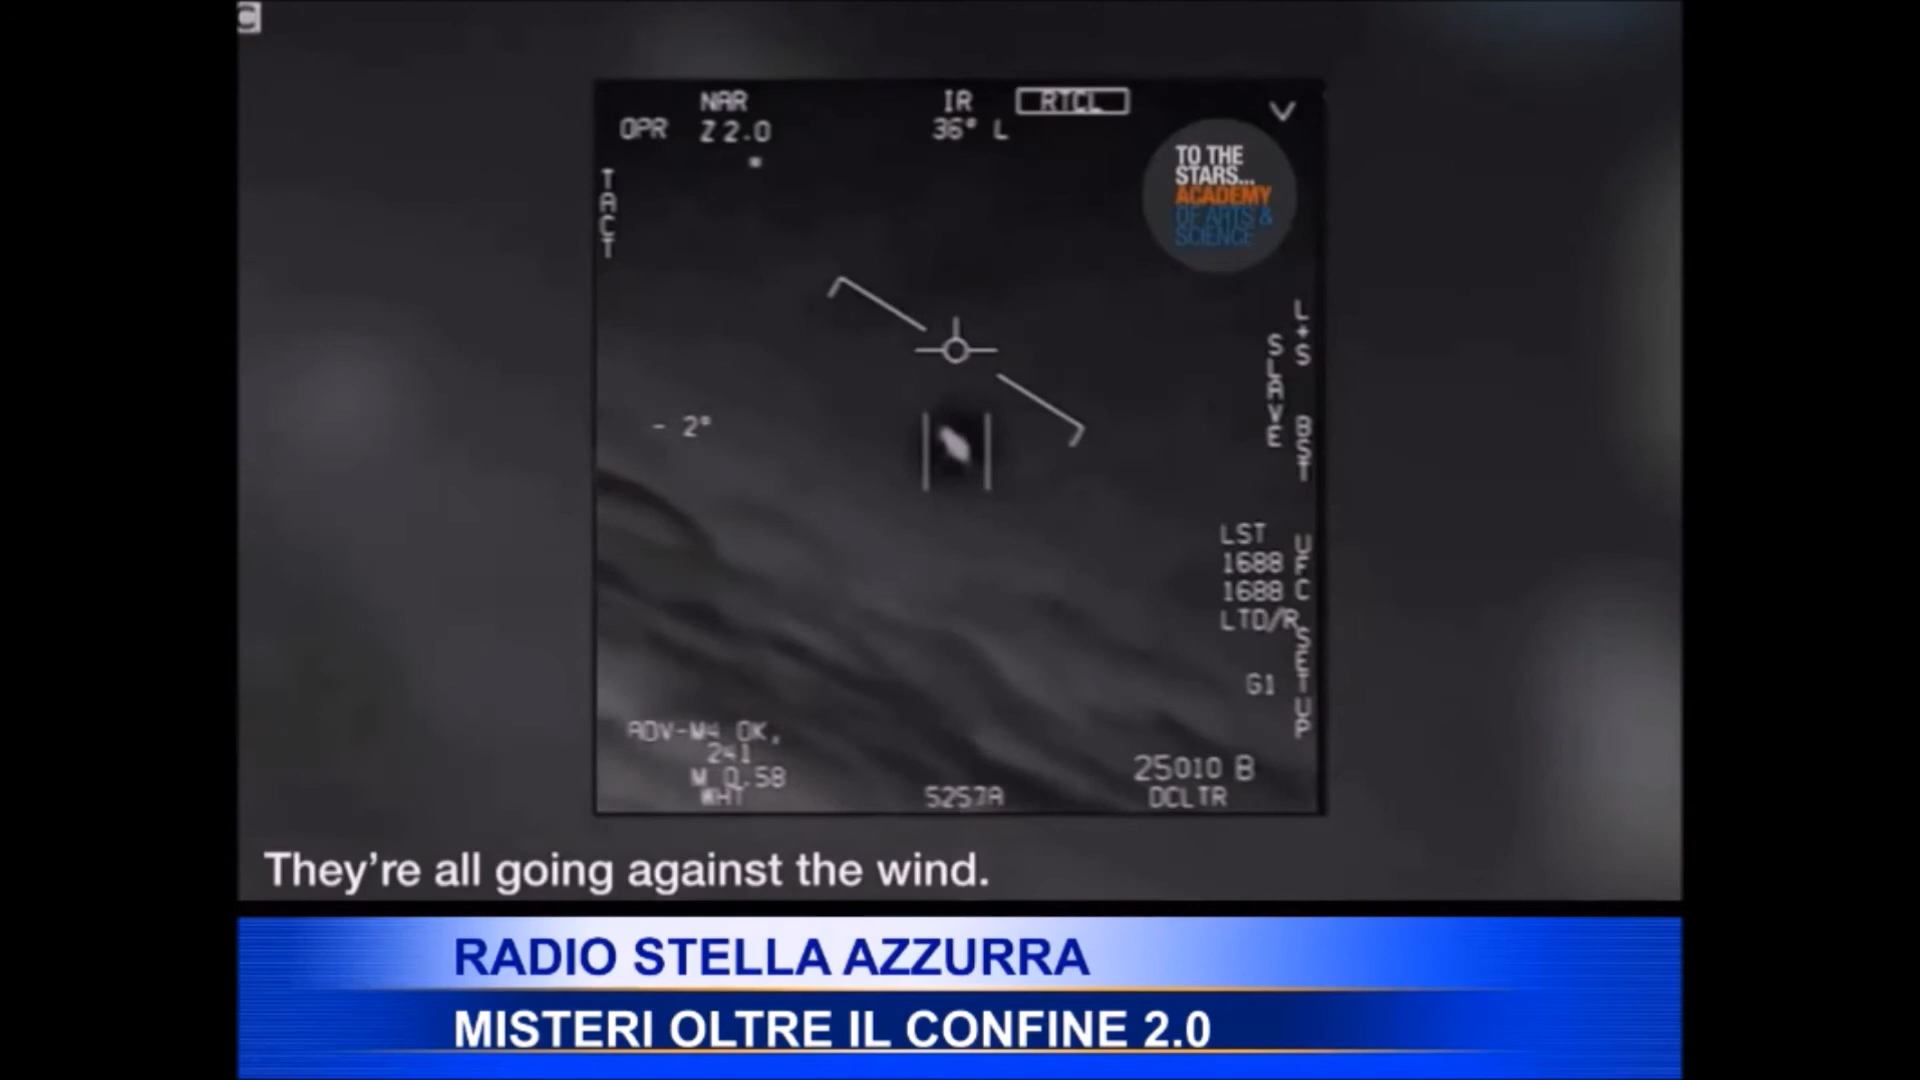 C
NAR
IR
RTCL
OPR
Z 2.0
36° L
TACT
TO THE
STARS...
ACADEMY
OF ARTS &
SCIENCE
L+S BST
SLAVE
- 2°
LST
1688
1688
LTD/R
UFC SETUP
G1
ADV-M4 OK,
241
M 0.58
WHT
5257A
25010 B
DCLTR
They're all going against the wind.
RADIO STELLA AZZURRA
MISTERI OLTRE IL CONFINE 2.0